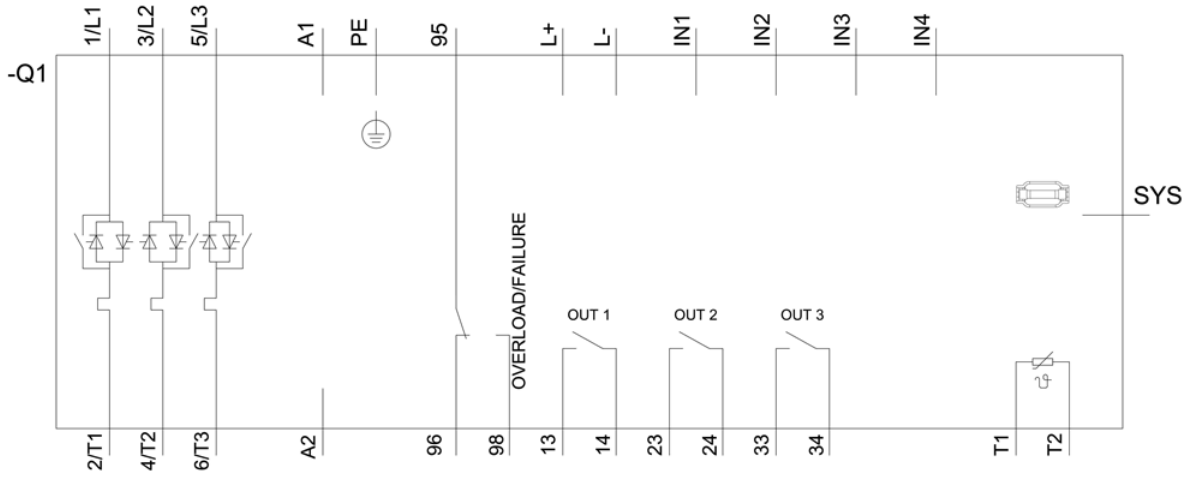 1/L1
3/L2
5/L3
A1
PE
95
L+
L-
IN1
IN2
IN3
IN4
-Q1
SYS
OVERLOAD/FAILURE
OUT 1
OUT 2
OUT 3
ϑ
2/T1
4/T2
6/T3
A2
96
98
13
14
23
24
33
34
T1
T2